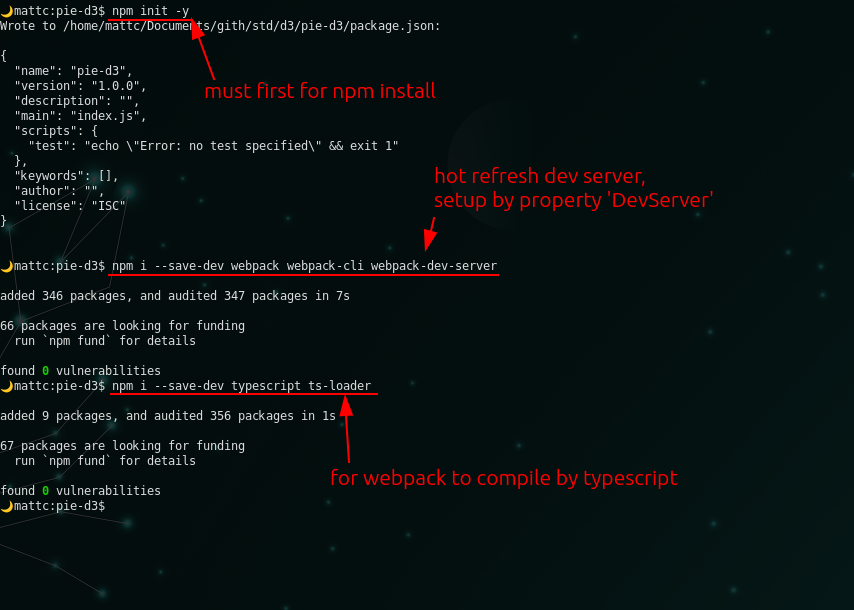 🌙mattc:pie-d3$ npm init -y
Wrote to /home/mattc/Documents/gith/std/d3/pie-d3/package.json:
{
  "name": "pie-d3",
must first for npm install
  "version": "1.0.0",
  "description": "",
  "main": "index.js",
  "scripts": {
    "test": "echo \"Error: no test specified\" && exit 1"
  },
  "keywords": [],
hot refresh dev server,
setup by property 'DevServer'
  "author": "",
  "license": "ISC"
}
🌙mattc:pie-d3$ npm i --save-dev webpack webpack-cli webpack-dev-server
added 346 packages, and audited 347 packages in 7s
66 packages are looking for funding
  run `npm fund` for details
found 0 vulnerabilities
🌙mattc:pie-d3$ npm i --save-dev typescript ts-loader
added 9 packages, and audited 356 packages in 1s
67 packages are looking for funding
  run `npm fund` for details
for webpack to compile by typescript
found 0 vulnerabilities
🌙mattc:pie-d3$